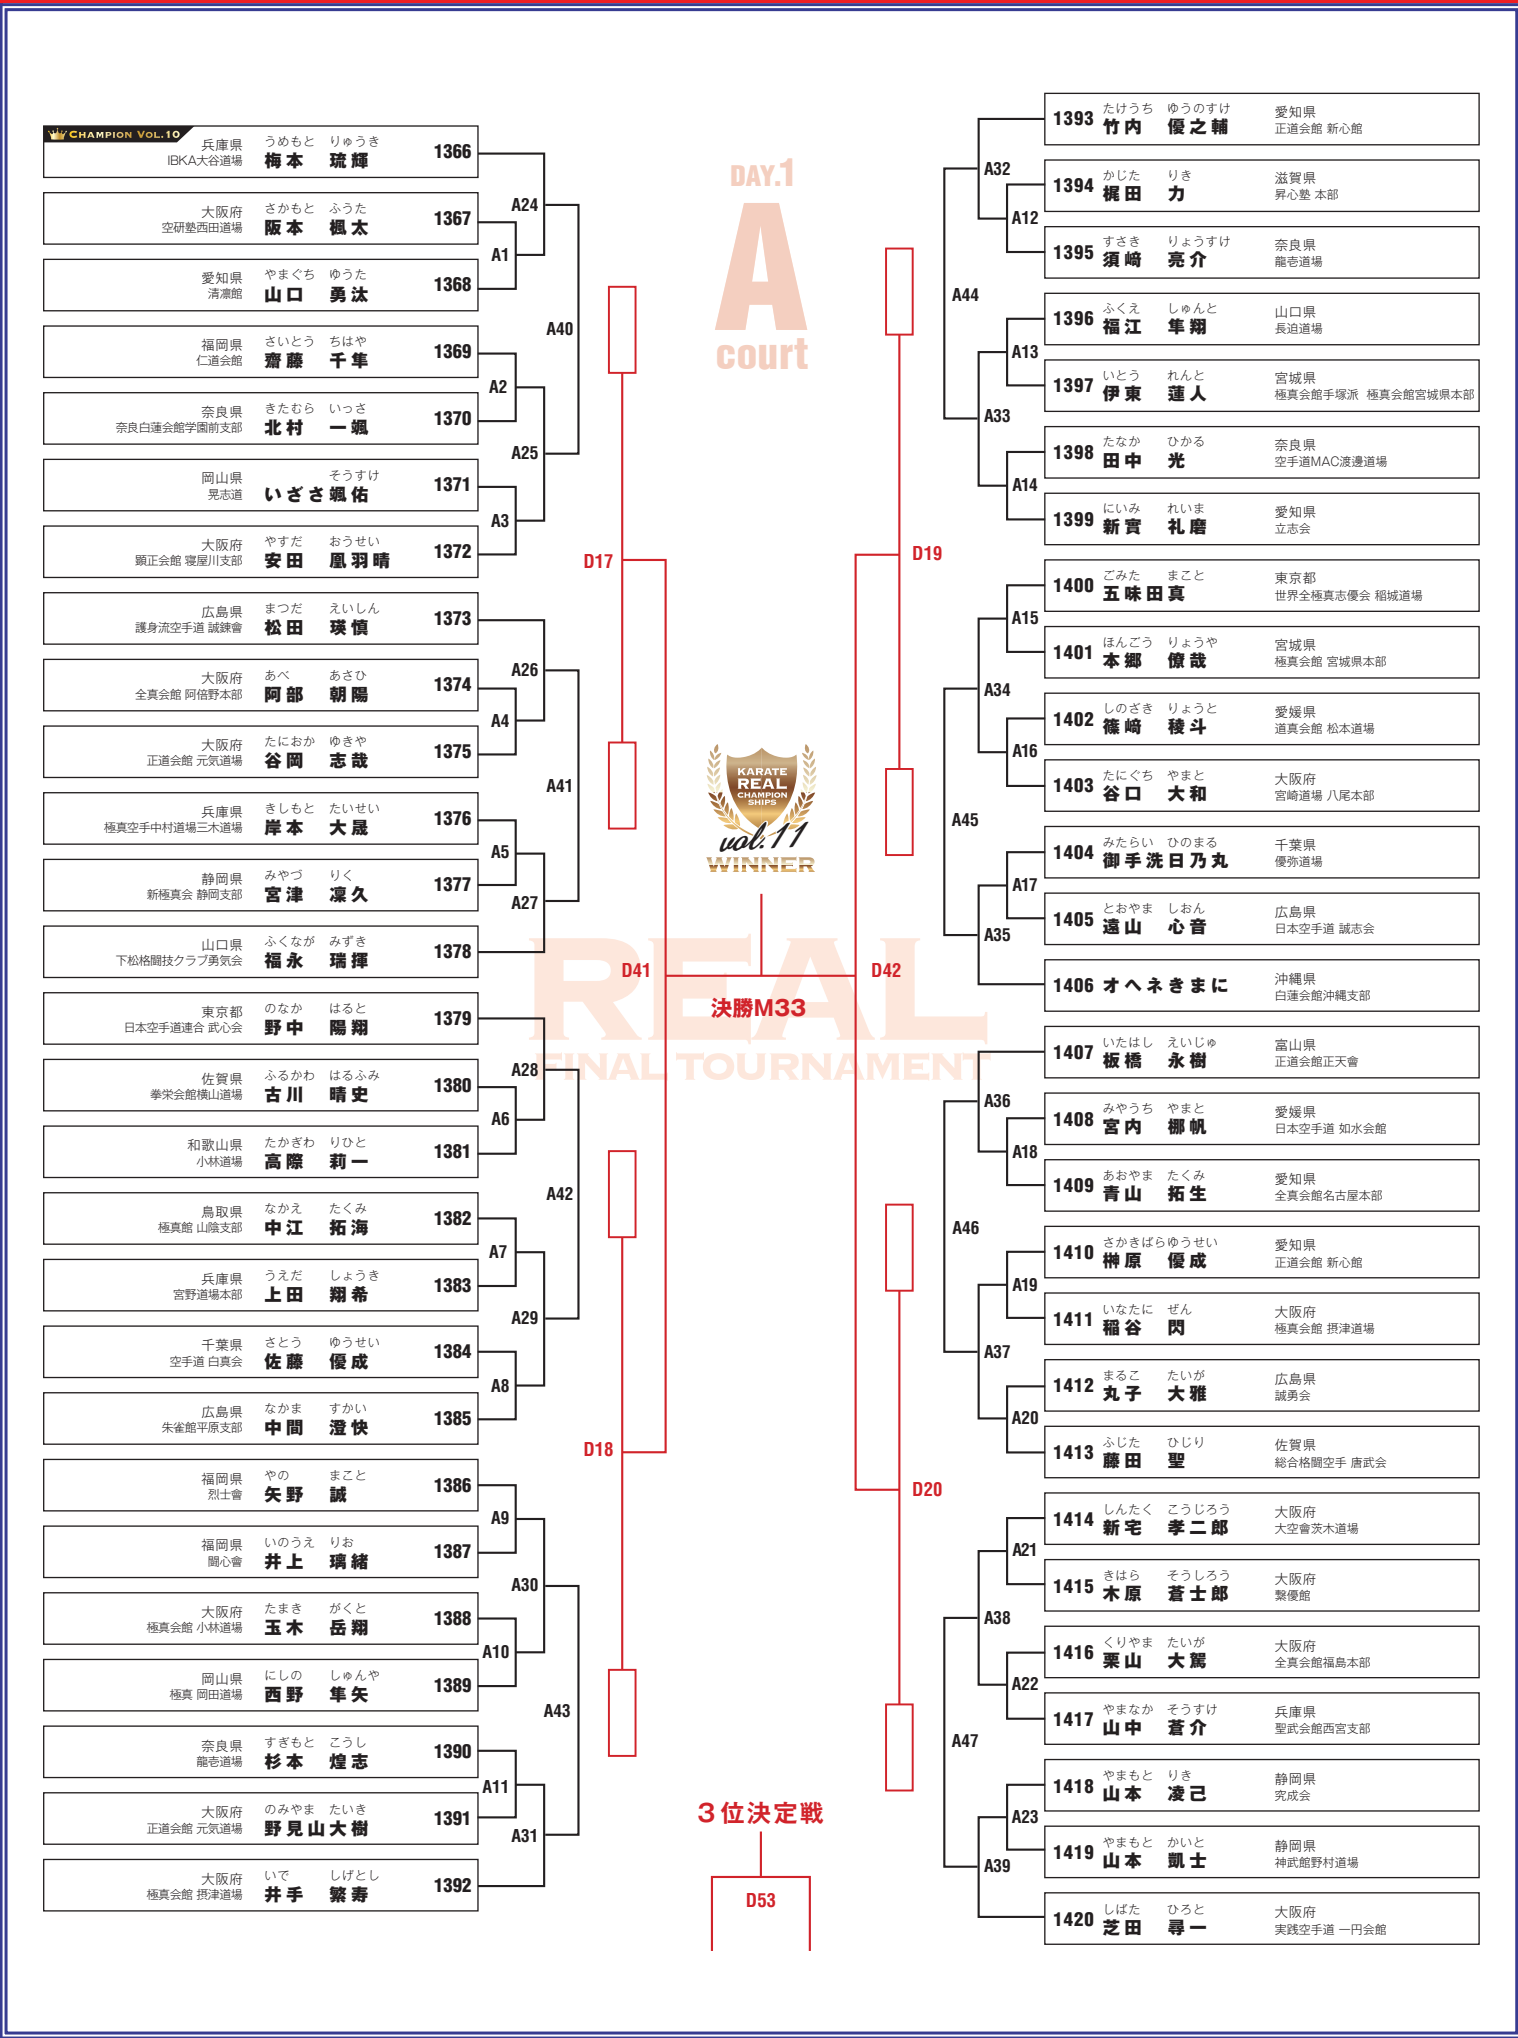 CHAMPION VOL.10
兵庫県 うめもと りゅうき
IBKA大谷道場 梅本 琉輝 1366
大阪府 さかもと ふうた
空研塾西田道場 阪本 楓太 1367
愛知県 やまぐち ゆうた
清凛館 山口 勇汰 1368
福岡県 さいとう ちはや
仁道会館 齋藤 千隼 1369
奈良県 きたむら いっさ
奈良白蓮会館学園前支部 北村 一颯 1370
岡山県 そうすけ
晃志道 いざさ 颯佑 1371
大阪府 やすだ おうせい
顕正会館 寝屋川支部 安田 凰羽晴 1372
広島県 まつだ えいしん
護身流空手道 誠錬會 松田 瑛慎 1373
大阪府 あべ あさひ
全真会館 阿倍野本部 阿部 朝陽 1374
大阪府 たにおか ゆきや
正道会館 元気道場 谷岡 志哉 1375
兵庫県 きしもと たいせい
極真空手中村道場三木道場 岸本 大晟 1376
静岡県 みやづ りく
新極真会 静岡支部 宮津 凜久 1377
山口県 ふくなが みずき
下松格闘技クラブ勇気会 福永 瑞揮 1378
東京都 のなか はると
日本空手道連合 武心会 野中 陽翔 1379
佐賀県 ふるかわ はるふみ
拳栄会館横山道場 古川 晴史 1380
和歌山県 たかぎわ りひと
小林道場 高際 莉一 1381
鳥取県 なかえ たくみ
極真館 山陰支部 中江 拓海 1382
兵庫県 うえだ しょうき
宮野道場本部 上田 翔希 1383
千葉県 さとう ゆうせい
空手道 白真会 佐藤 優成 1384
広島県 なかま すかい
朱雀館平原支部 中間 澄快 1385
福岡県 やの まこと
烈士會 矢野 誠 1386
福岡県 いのうえ りお
闘心會 井上 璃緒 1387
大阪府 たまき がくと
極真会館 小林道場 玉木 岳翔 1388
岡山県 にしの しゅんや
極真 岡田道場 西野 隼矢 1389
奈良県 すぎもと こうし
龍壱道場 杉本 煌志 1390
大阪府 のみやま たいき
正道会館 元気道場 野見山大樹 1391
大阪府 いで しげとし
極真会館 摂津道場 井手 繁寿 1392
A1
A2
A3
A4
A5
A6
A7
A8
A9
A10
A11
A24
A25
A26
A27
A28
A29
A30
A31
A40
A41
A42
A43
D17
D18
D41
DAY.1
A
court
KARATE
REAL
CHAMPION
SHIPS
vol.11
WINNER
REAL
FINAL TOURNAMENT
決勝M33
3位決定戦
D53
D42
D19
D20
A44
A45
A46
A47
A32
A33
A34
A35
A36
A37
A38
A39
A12
A13
A14
A15
A16
A17
A18
A19
A20
A21
A22
A23
たけうち ゆうのすけ 愛知県
1393 竹内 優之輔 正道会館 新心館
かじた りき 滋賀県
1394 梶田 力 昇心塾 本部
すさき りょうすけ 奈良県
1395 須﨑 亮介 龍壱道場
ふくえ しゅんと 山口県
1396 福江 隼翔 長迫道場
いとう れんと 宮城県
1397 伊東 蓮人 極真会館手塚派 極真会館宮城県本部
たなか ひかる 奈良県
1398 田中 光 空手道MAC渡邊道場
にいみ れいま 愛知県
1399 新實 礼磨 立志会
ごみた まこと 東京都
1400 五味田真 世界全極真志優会 稲城道場
ほんごう りょうや 宮城県
1401 本郷 僚哉 極真会館 宮城県本部
しのざき りょうと 愛媛県
1402 篠﨑 稜斗 道真会館 松本道場
たにぐち やまと 大阪府
1403 谷口 大和 宮崎道場 八尾本部
みたらい ひのまる 千葉県
1404 御手洗日乃丸 優弥道場
とおやま しおん 広島県
1405 遠山 心音 日本空手道 誠志会
沖縄県
1406 オヘネきまに 白蓮会館沖縄支部
いたはし えいじゅ 富山県
1407 板橋 永樹 正道会館正天會
みやうち やまと 愛媛県
1408 宮内 梛帆 日本空手道 如水会館
あおやま たくみ 愛知県
1409 青山 拓生 全真会館名古屋本部
さかきばら ゆうせい 愛知県
1410 榊原 優成 正道会館 新心館
いなたに ぜん 大阪府
1411 稲谷 閃 極真会館 摂津道場
まるこ たいが 広島県
1412 丸子 大雅 誠勇会
ふじた ひじり 佐賀県
1413 藤田 聖 総合格闘空手 唐武会
しんたく こうじろう 大阪府
1414 新宅 孝二郎 大空會茨木道場
きはら そうしろう 大阪府
1415 木原 蒼士郎 繋優館
くりやま たいが 大阪府
1416 栗山 大駕 全真会館福島本部
やまなか そうすけ 兵庫県
1417 山中 蒼介 聖武会館西宮支部
やまもと りき 静岡県
1418 山本 凌己 究成会
やまもと かいと 静岡県
1419 山本 凱士 神武館野村道場
しばた ひろと 大阪府
1420 芝田 尋一 実践空手道 一円会館